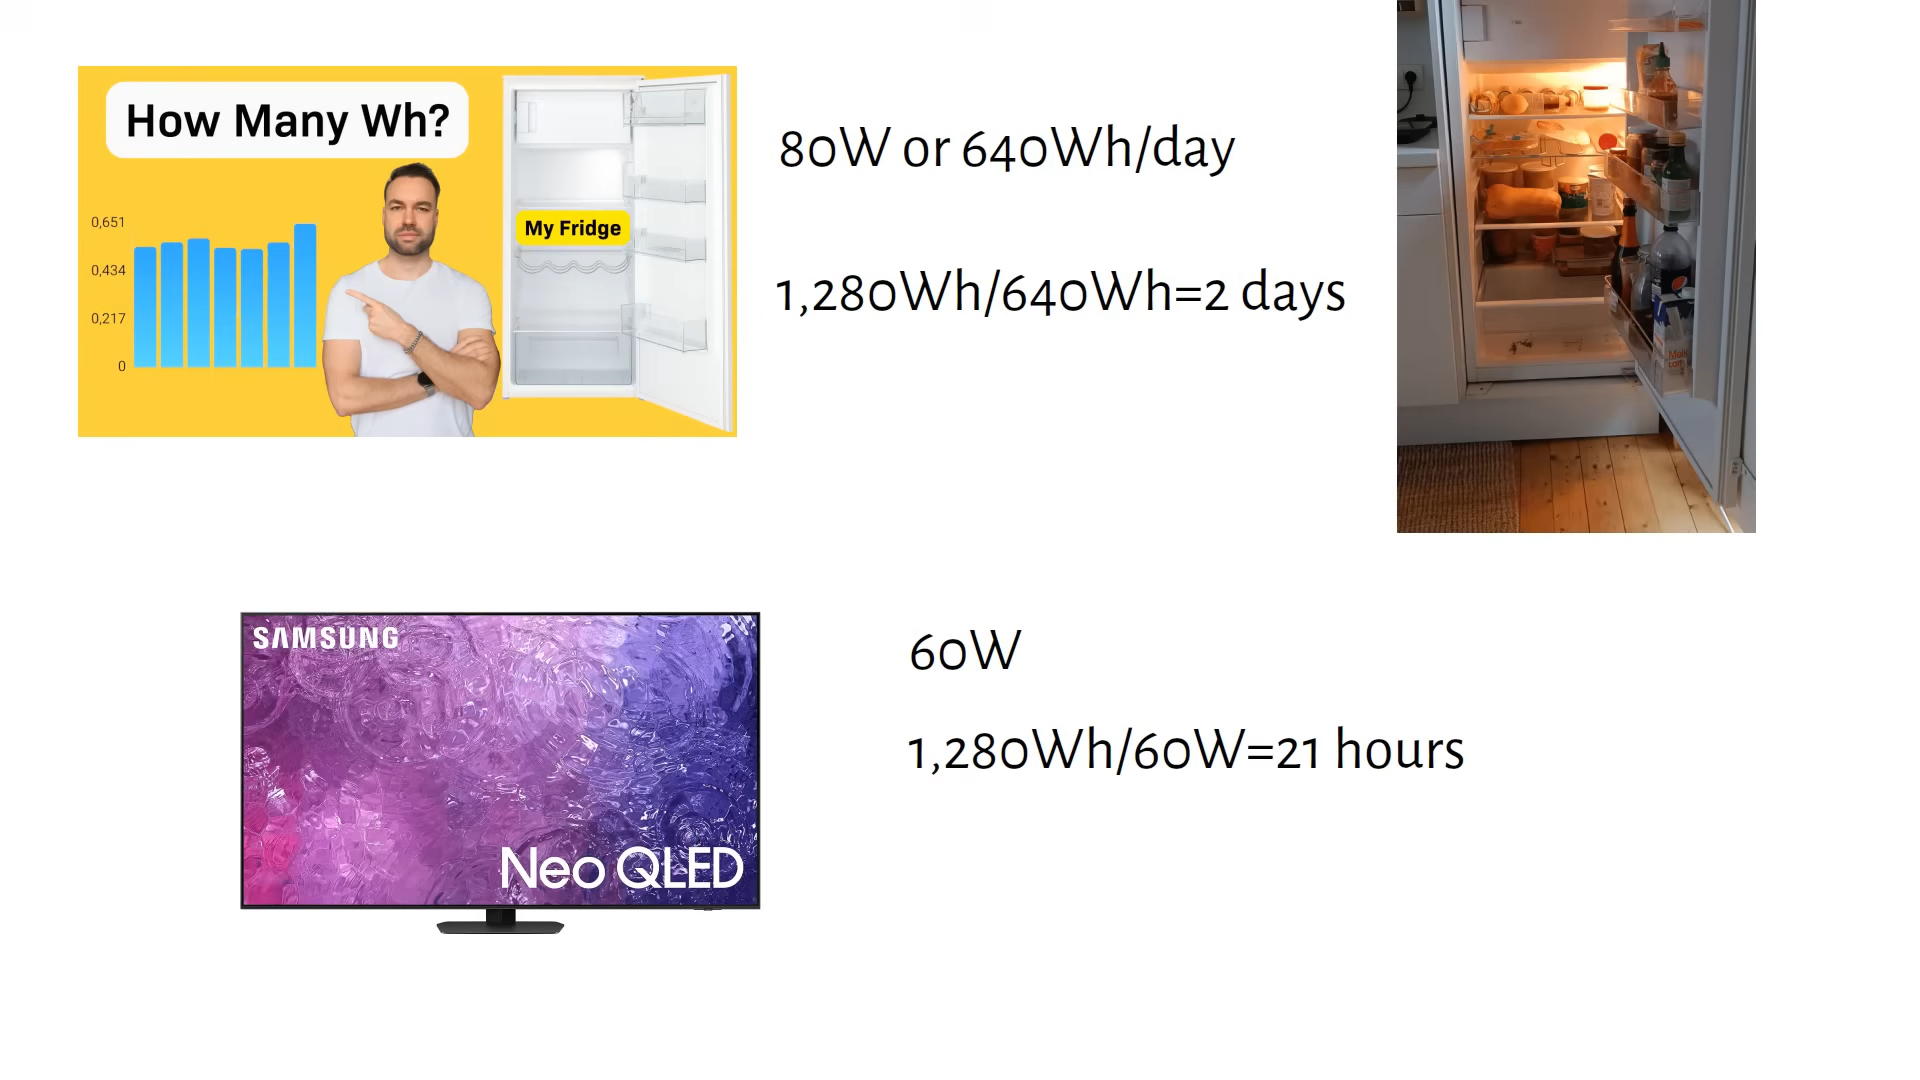 How Many Wh?
0,651
0,434
0,217
0
My Fridge
80W or 640Wh/day
1,280Wh/640Wh=2 days
SAMSUNG
Neo QLED
60W
1,280Wh/60W=21 hours